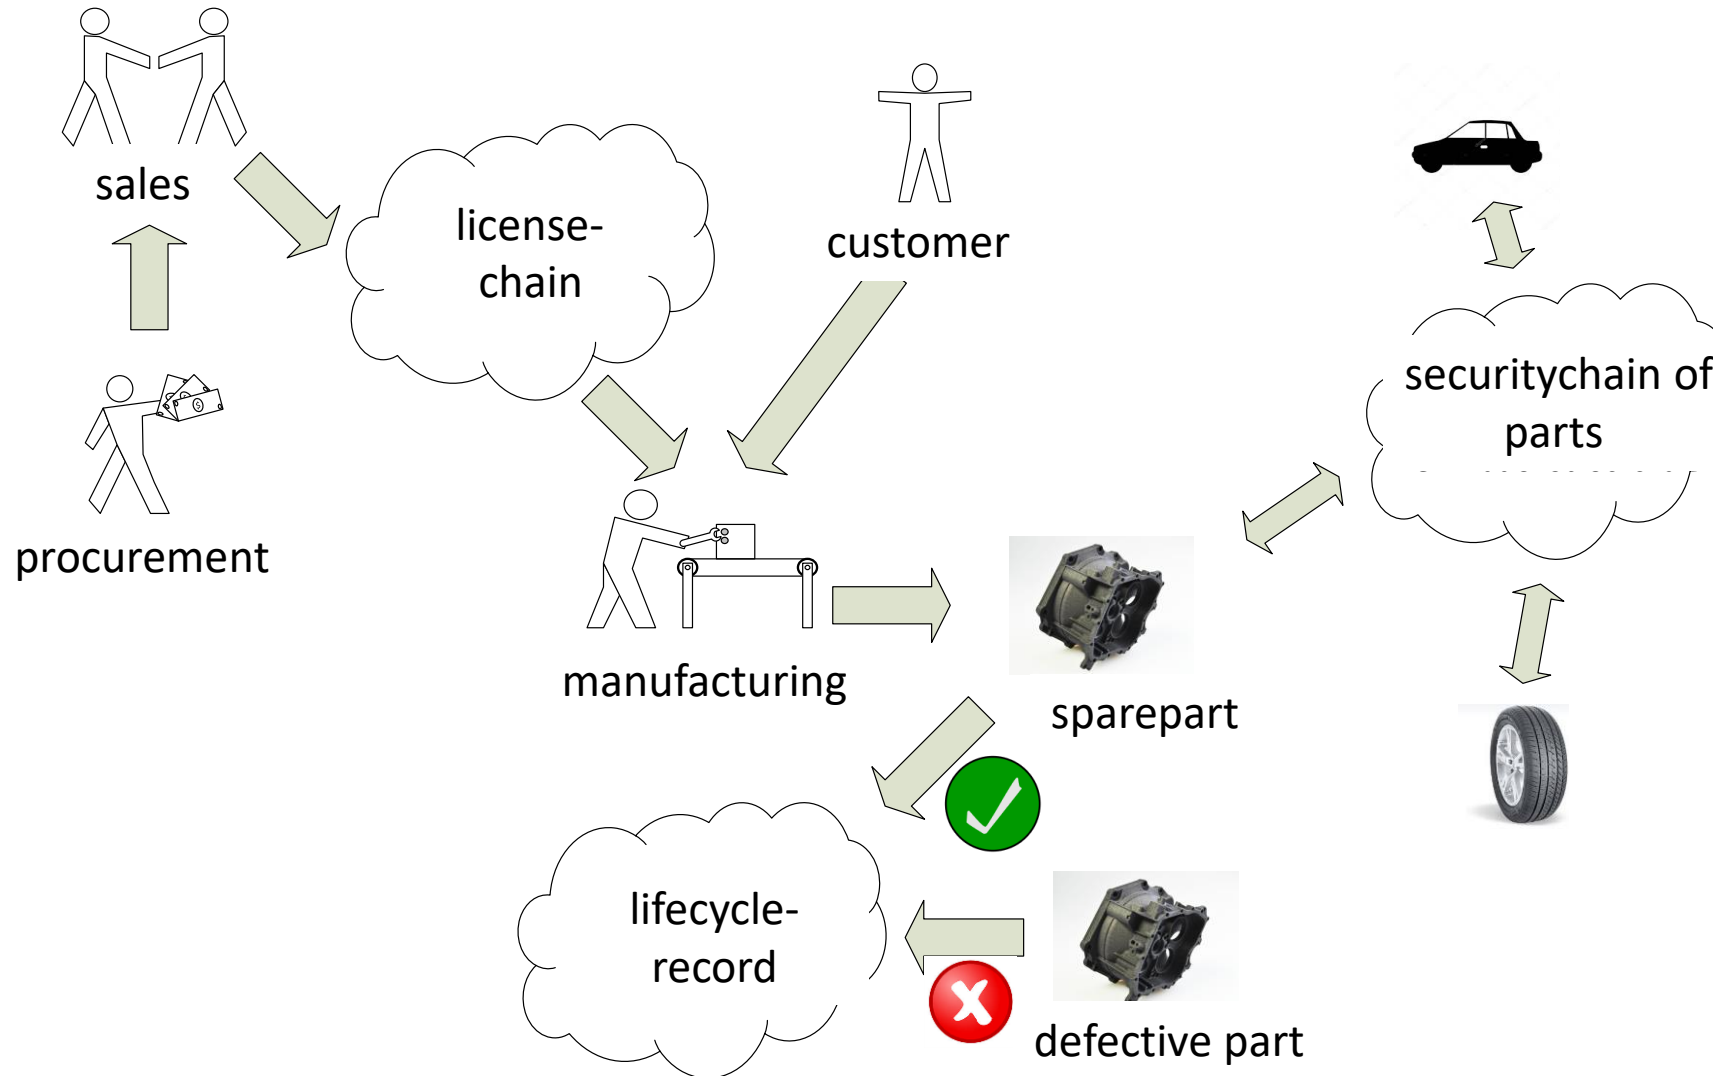 sales
license-
chain
customer
securitychain of
parts
procurement
manufacturing
sparepart
lifecycle-
record
defective part